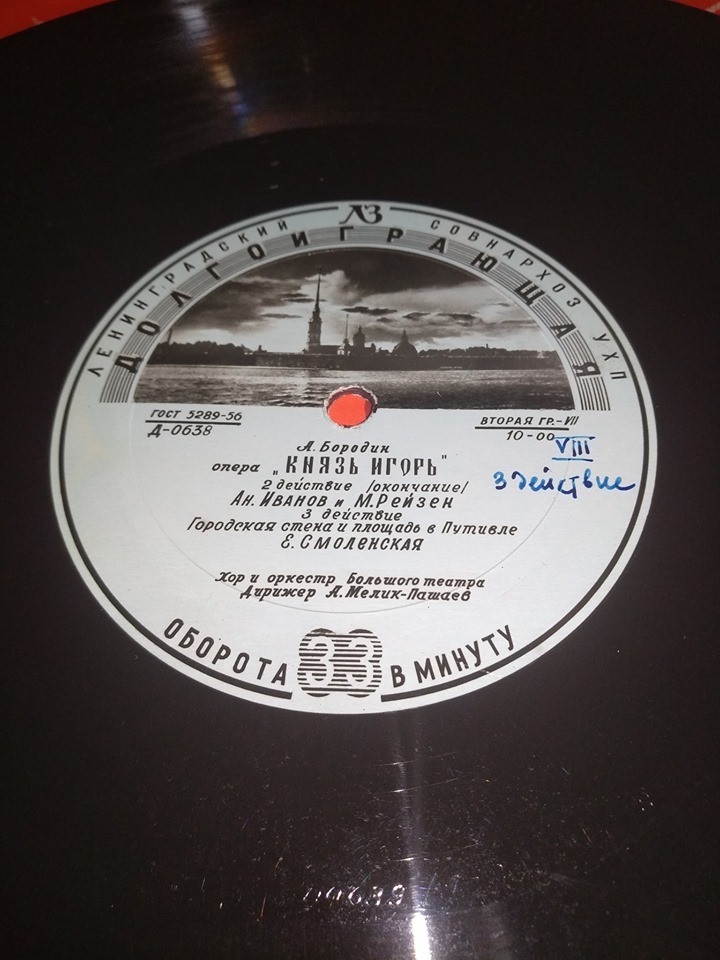 ЛЗ
ЛЕНИНГРАДСКИЙ СОВНАРХОЗ УХП
ДОЛГОИГРАЮЩАЯ
ГОСТ 5289-56
Д-0638
ВТОРАЯ ГР.-VII
10-00
VIII
3 действие
А. Бородин
опера „КНЯЗЬ ИГОРЬ"
2 действие /окончание/
Ан. Иванов и М. Рейзен
3 действие
Городская стена и площадь в Путивле
Е. Смоленская
Хор и оркестр Большого театра
Дирижер А. Мелик-Пашаев
ОБОРОТА 33 В МИНУТУ